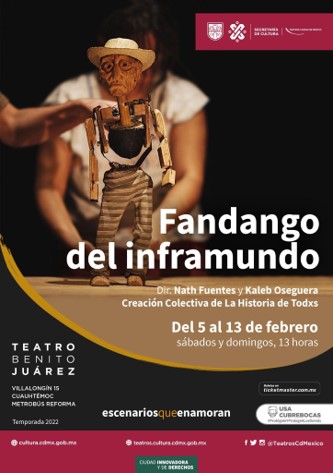 SECRETARÍA
DE CULTURA
Fandango
del inframundo
Dir. Nath Fuentes y Kaleb Oseguera
Creación Colectiva de La Historia de Todxs
Del 5 al 13 de febrero
sábados y domingos, 13 horas
TEATRO
BENITO
JUÁREZ
VILLALONGÍN 15
CUAUHTÉMOC
METROBÚS REFORMA
Temporada 2022
escenariosqueenamoran
Boletos en
ticketmaster.com.mx
USA
CUBREBOCAS
cultura.cdmx.gob.mx
teatros.cdmx.gob.mx
@TeatrosCdMexico
CIUDAD INNOVADORA
Y DE DERECHOS